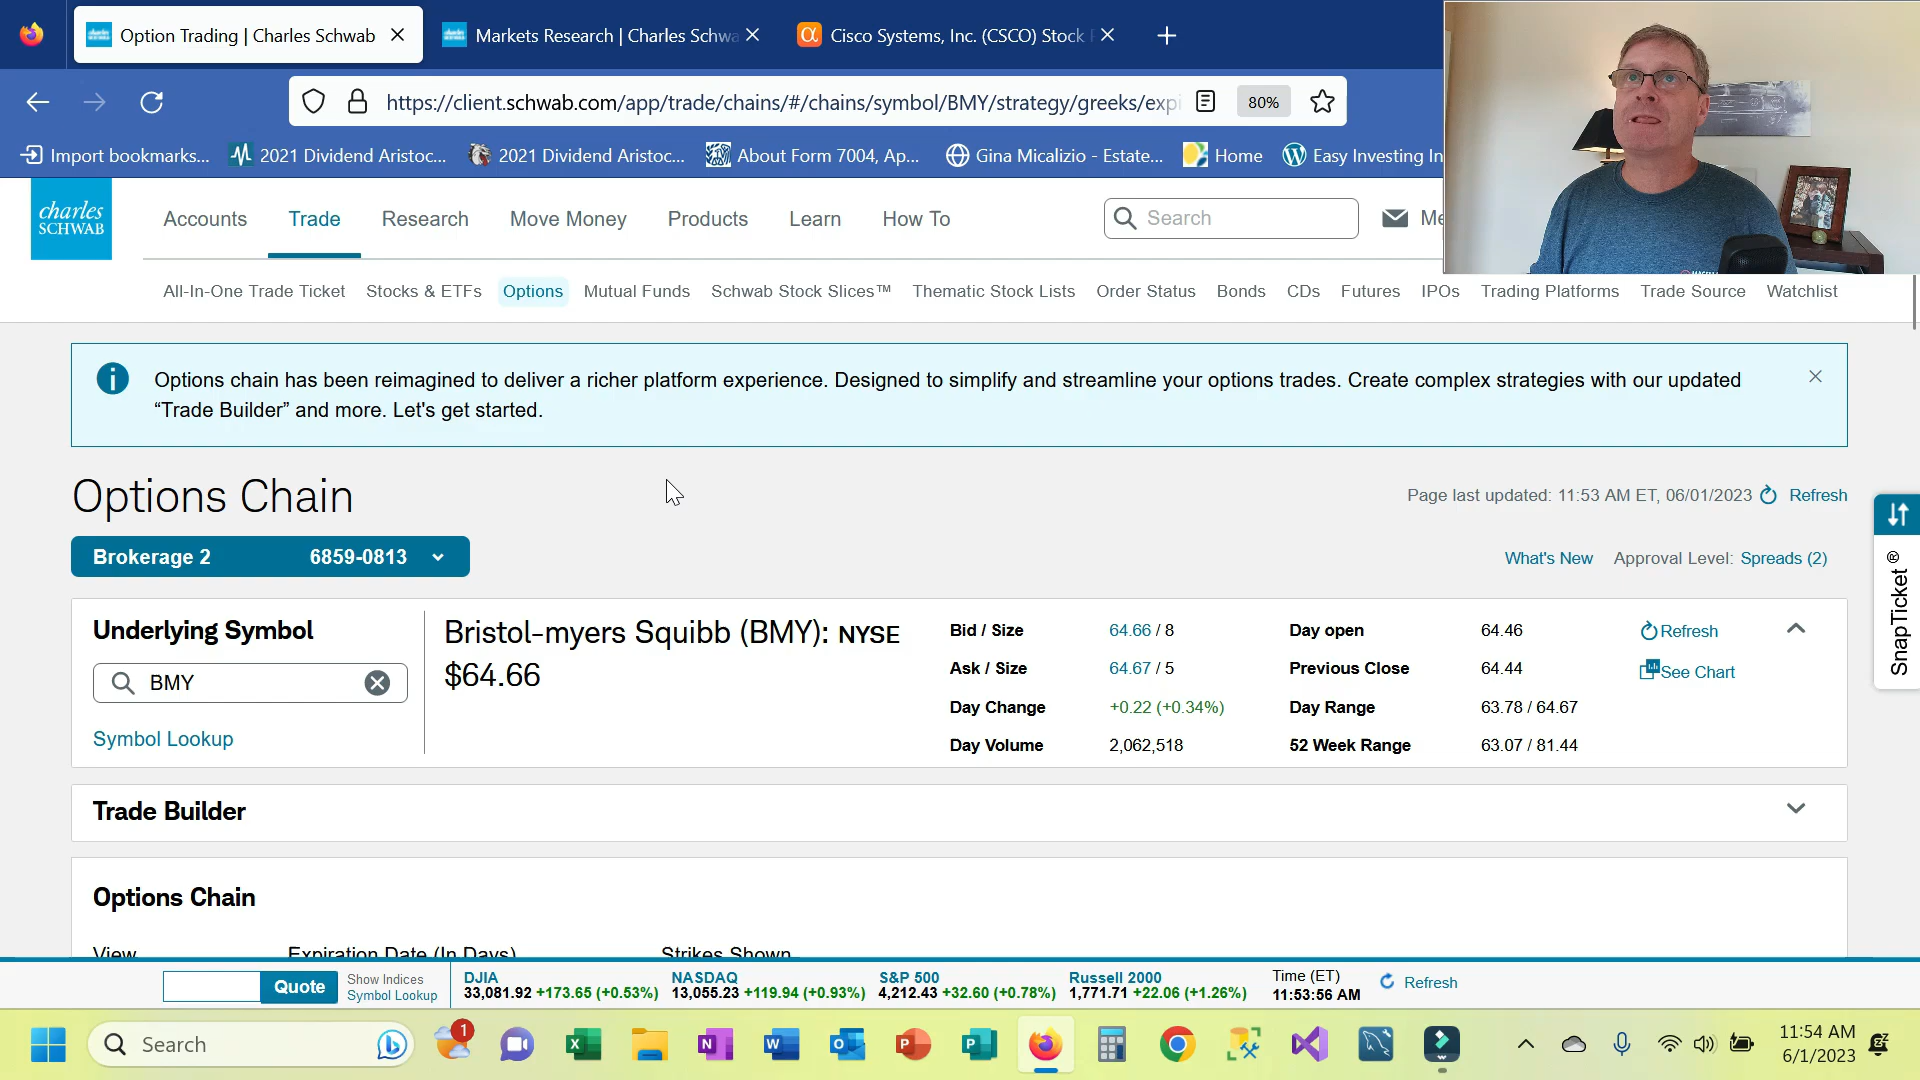 Option Trading | Charles Schwab
Markets Research | Charles Schwa
Cisco Systems, Inc. (CSCO) Stock
https://client.schwab.com/app/trade/chains/#/chains/symbol/BMY/strategy/greeks/expi
80%
Import bookmarks...
2021 Dividend Aristoc...
2021 Dividend Aristoc...
About Form 7004, Ap...
Gina Micalizio - Estate...
Home
Easy Investing In
charles
SCHWAB
Accounts
Trade
Research
Move Money
Products
Learn
How To
Search
Me
All-In-One Trade Ticket
Stocks & ETFs
Options
Mutual Funds
Schwab Stock Slices™
Thematic Stock Lists
Order Status
Bonds
CDs
Futures
IPOs
Trading Platforms
Trade Source
Watchlist
Options chain has been reimagined to deliver a richer platform experience. Designed to simplify and streamline your options trades. Create complex strategies with our updated
“Trade Builder” and more. Let's get started.
Options Chain
Page last updated: 11:53 AM ET, 06/01/2023
Refresh
Brokerage 2 6859-0813
What's New
Approval Level: Spreads (2)
SnapTicket®
Underlying Symbol
BMY
Symbol Lookup
Bristol-myers Squibb (BMY): NYSE
$64.66
Bid / Size 64.66 / 8
Ask / Size 64.67 / 5
Day Change +0.22 (+0.34%)
Day Volume 2,062,518
Day open 64.46
Previous Close 64.44
Day Range 63.78 / 64.67
52 Week Range 63.07 / 81.44
Refresh
See Chart
Trade Builder
Options Chain
View
Expiration Date (In Days)
Strikes Shown
Quote
Show Indices
Symbol Lookup
DJIA
33,081.92 +173.65 (+0.53%)
NASDAQ
13,055.23 +119.94 (+0.93%)
S&P 500
4,212.43 +32.60 (+0.78%)
Russell 2000
1,771.71 +22.06 (+1.26%)
Time (ET)
11:53:56 AM
Refresh
Search
1
11:54 AM
6/1/2023